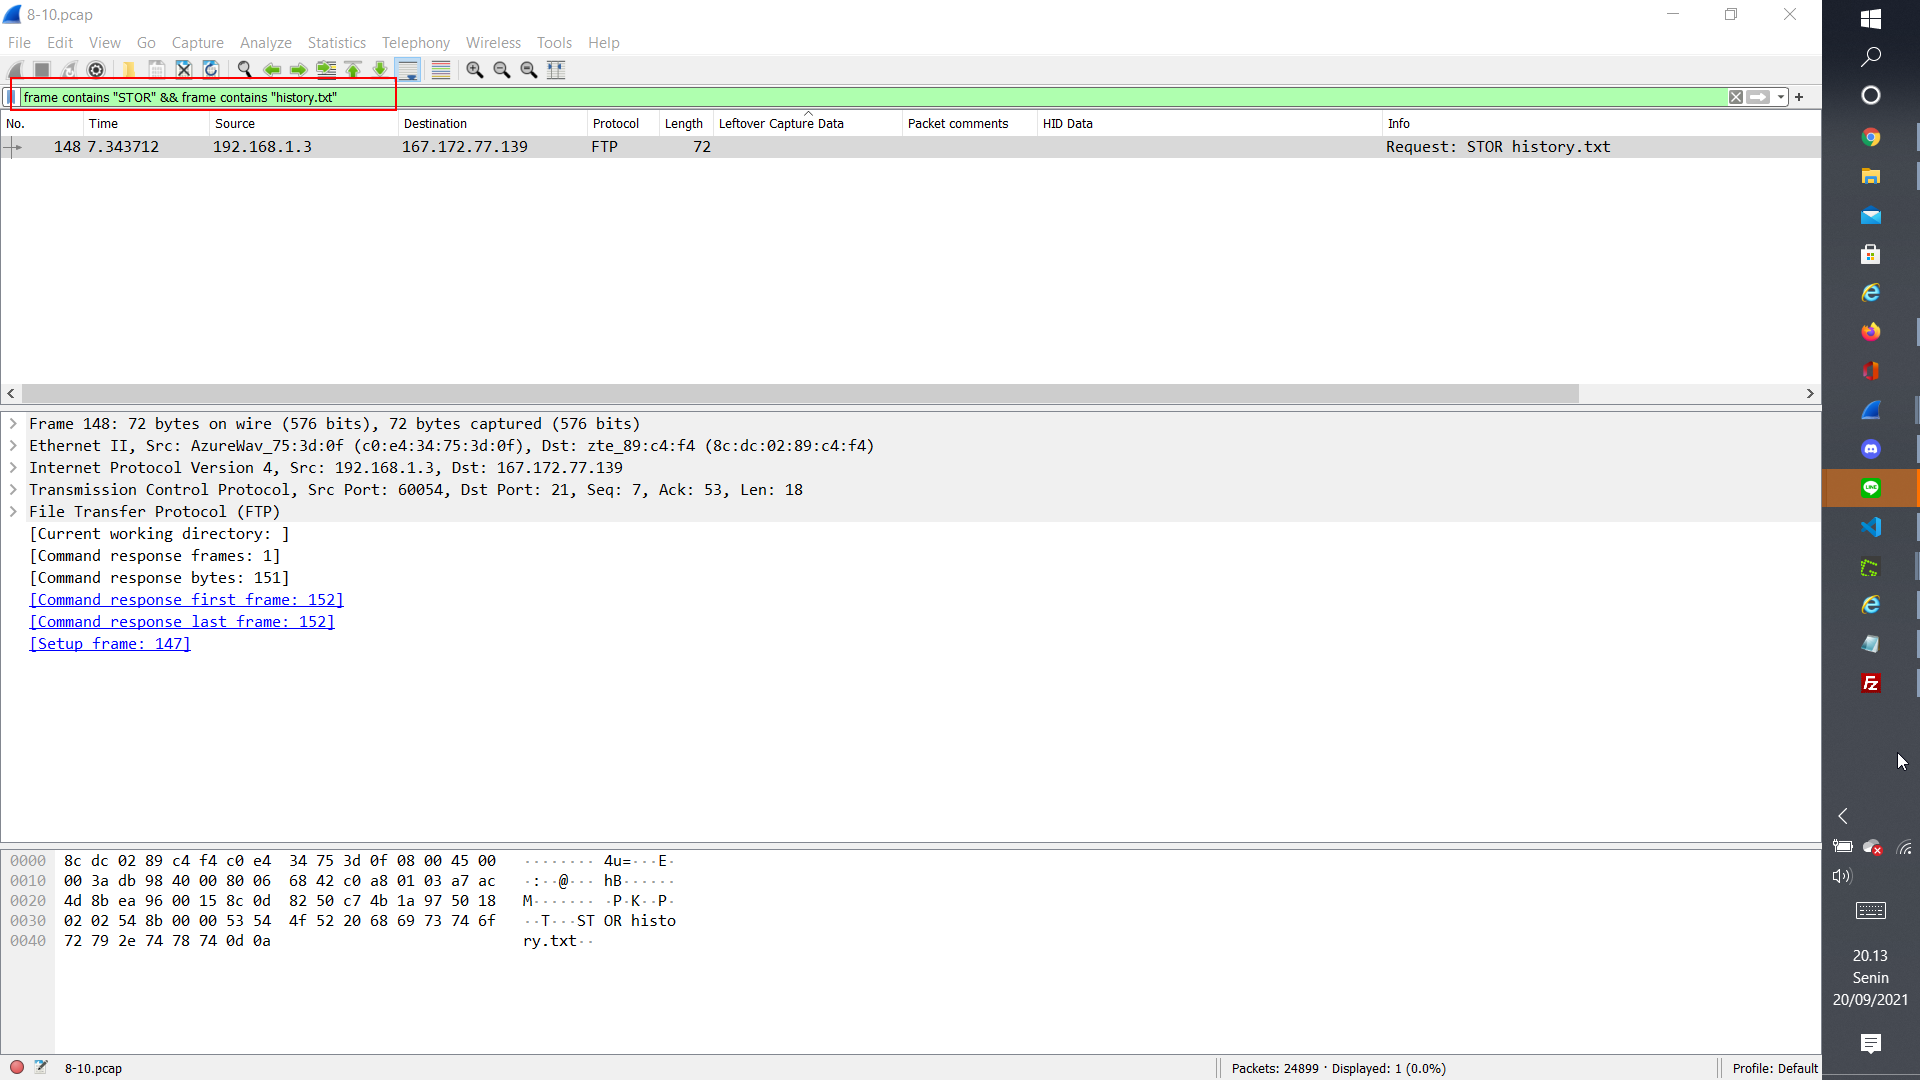 8-10.pcap
File Edit View Go Capture Analyze Statistics Telephony Wireless Tools Help
frame contains "STOR" && frame contains "history.txt"
No. Time Source Destination Protocol Length Leftover Capture Data Packet comments HID Data Info
148 7.343712 192.168.1.3 167.172.77.139 FTP 72 Request: STOR history.txt
Frame 148: 72 bytes on wire (576 bits), 72 bytes captured (576 bits)
Ethernet II, Src: AzureWav_75:3d:0f (c0:e4:34:75:3d:0f), Dst: zte_89:c4:f4 (8c:dc:02:89:c4:f4)
Internet Protocol Version 4, Src: 192.168.1.3, Dst: 167.172.77.139
Transmission Control Protocol, Src Port: 60054, Dst Port: 21, Seq: 7, Ack: 53, Len: 18
File Transfer Protocol (FTP)
[Current working directory: ]
[Command response frames: 1]
[Command response bytes: 151]
[Command response first frame: 152]
[Command response last frame: 152]
[Setup frame: 147]
0000 8c dc 02 89 c4 f4 c0 e4 34 75 3d 0f 08 00 45 00 ········ 4u=···E·
0010 00 3a db 98 40 00 80 06 68 42 c0 a8 01 03 a7 ac ·:··@··· hB······
0020 4d 8b ea 96 00 15 8c 0d 82 50 c7 4b 1a 97 50 18 M······· ·P·K··P·
0030 02 02 54 8b 00 00 53 54 4f 52 20 68 69 73 74 6f ··T···ST OR histo
0040 72 79 2e 74 78 74 0d 0a ry.txt··
8-10.pcap
Packets: 24899 · Displayed: 1 (0.0%)
Profile: Default
20.13
Senin
20/09/2021